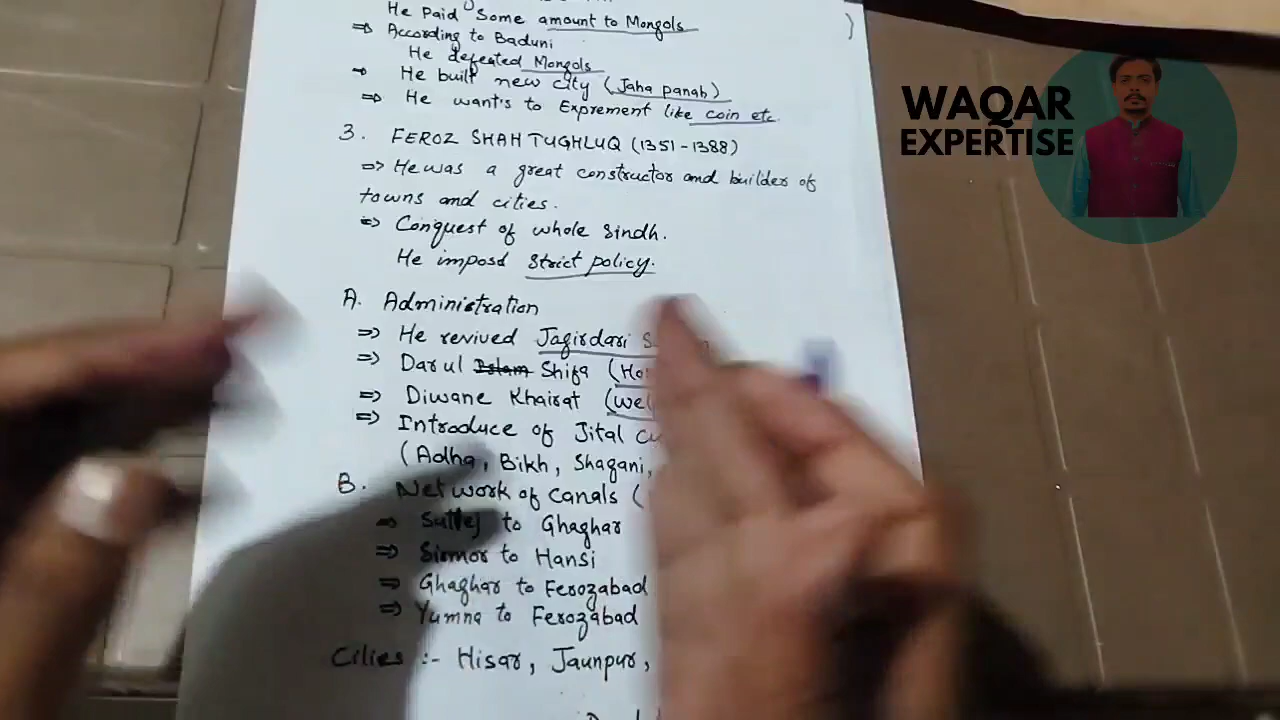 He Paid Some amount to Mongols
⇒ According to Baduni
He defeated Mongols
→ He built new city (Jaha panah)
⇒ He want's to Exprement like coin etc.
3. FEROZ SHAH TUGHLUQ (1351-1388)
⇒ He was a great constructor and builder of
towns and cities.
⇒ Conquest of whole Sindh.
He imposd Strict policy.
A. Administration
⇒ He revived Jagirdari
⇒ Darul Islam Shifa
⇒ Diwane Khairat
⇒ Introduce of Jital
(Adha, Bikh, Shagani,
B. Network of Canals (
⇒ Sutlej to Ghaghar
⇒ Sirmor to Hansi
⇒ Ghaghar to Ferozabad
⇒ Yumna to Ferozabad
Cities :- Hisar, Jaunpur,
WAQAR
EXPERTISE